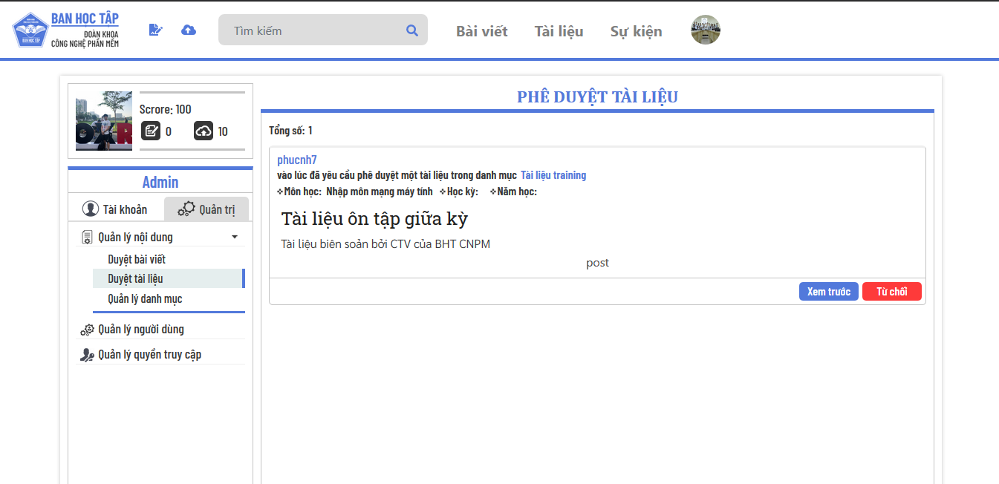 BAN HỌC TẬP
ĐOÀN KHOA
CÔNG NGHỆ PHẦN MỀM
Tìm kiếm
Bài viết
Tài liệu
Sự kiện
Scrore: 100
0
10
Admin
Tài khoản
Quản trị
Quản lý nội dung
Duyệt bài viết
Duyệt tài liệu
Quản lý danh mục
Quản lý người dùng
Quản lý quyền truy cập
PHÊ DUYỆT TÀI LIỆU
Tổng số: 1
phucnh7
vào lúc đã yêu cầu phê duyệt một tài liệu trong danh mục Tài liệu training
❖Môn học: Nhập môn mạng máy tính ❖Học kỳ: ❖Năm học:
Tài liệu ôn tập giữa kỳ
Tài liệu biên soản bởi CTV của BHT CNPM
post
Xem trước
Từ chối